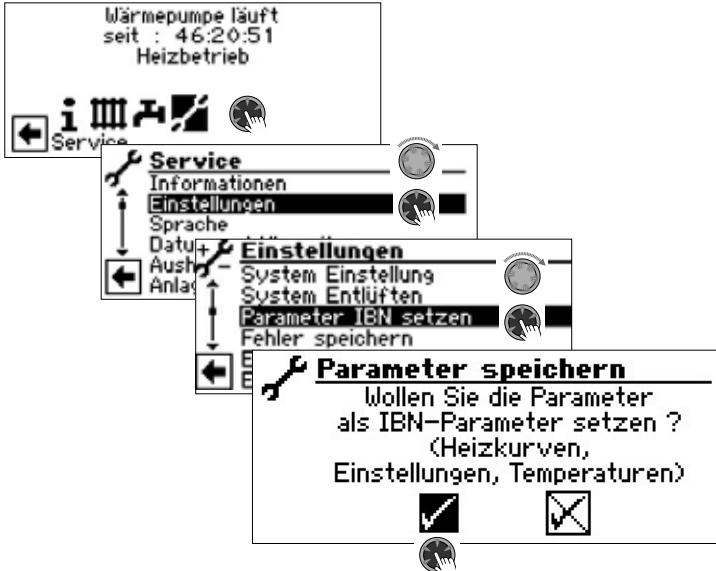 Wärmepumpe läuft
seit : 46:20:51
Heizbetrieb
Service
Service
Informationen
Einstellungen
Sprache
Einstellungen
System Einstellung
System Entlüften
Parameter IBN setzen
Fehler speichern
Parameter speichern
Wollen Sie die Parameter
als IBN-Parameter setzen ?
(Heizkurven,
Einstellungen, Temperaturen)